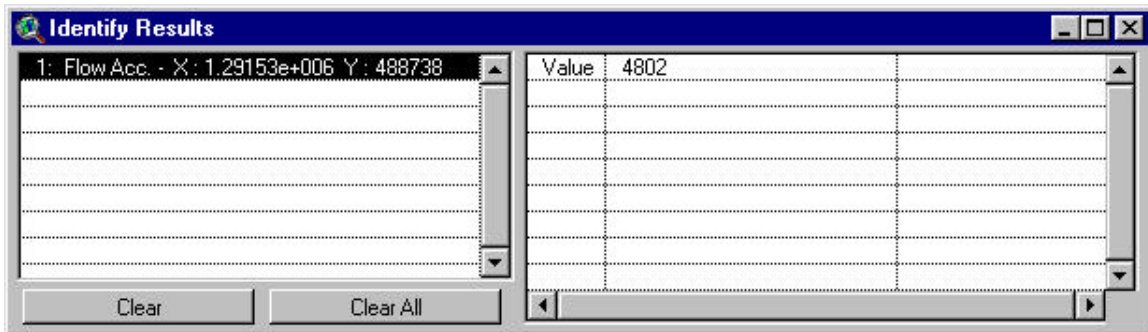 Identify Results
1: Flow Acc. - X : 1.29153e+006 Y : 488738
Value 4802
Clear
Clear All